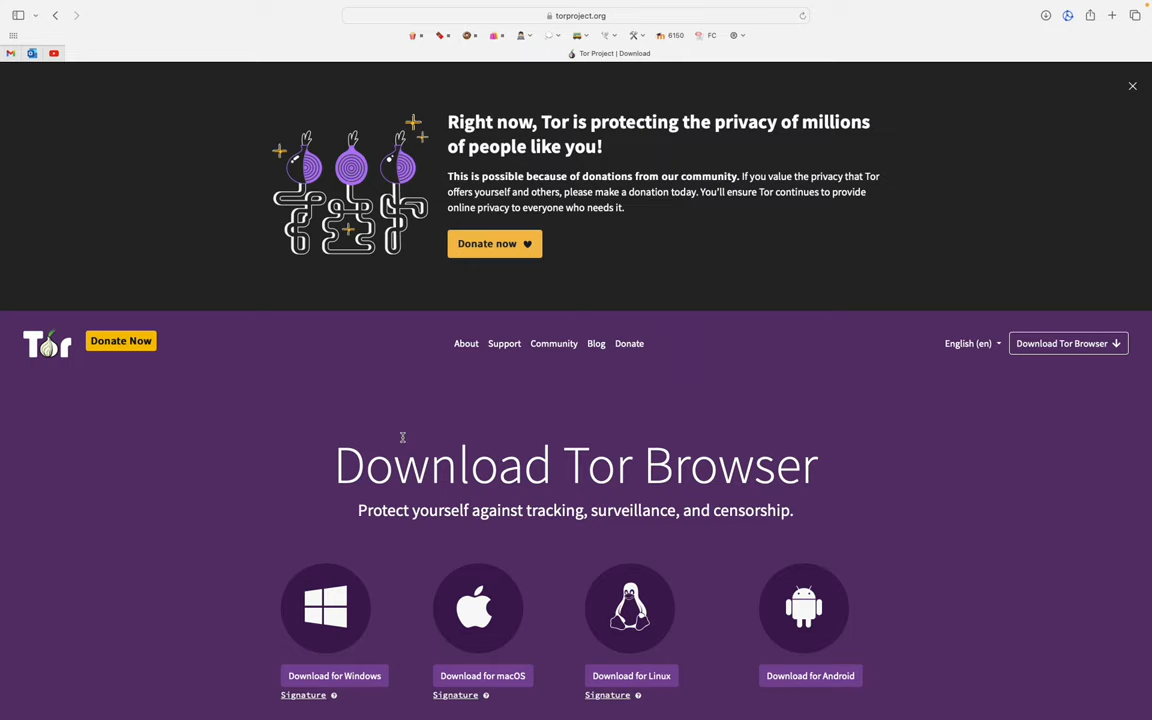 torproject.org
6150
FC
Tor Project | Download
Right now, Tor is protecting the privacy of millions
of people like you!
This is possible because of donations from our community. If you value the privacy that Tor
offers yourself and others, please make a donation today. You'll ensure Tor continues to provide
online privacy to everyone who needs it.
Donate now
Tor
Donate Now
About
Support
Community
Blog
Donate
English (en)
Download Tor Browser
Download Tor Browser
Protect yourself against tracking, surveillance, and censorship.
Download for Windows
Download for macOS
Download for Linux
Download for Android
Signature
Signature
Signature